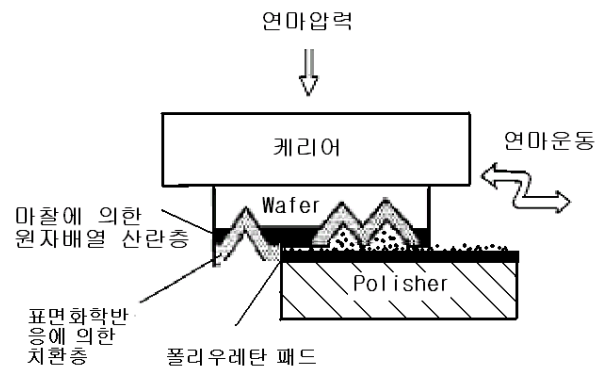 연마압력
케리어
연마운동
Wafer
마찰에 의한
원자배열 산란층
Polisher
표면화학반
응에 의한
치환층
폴리우레탄 패드